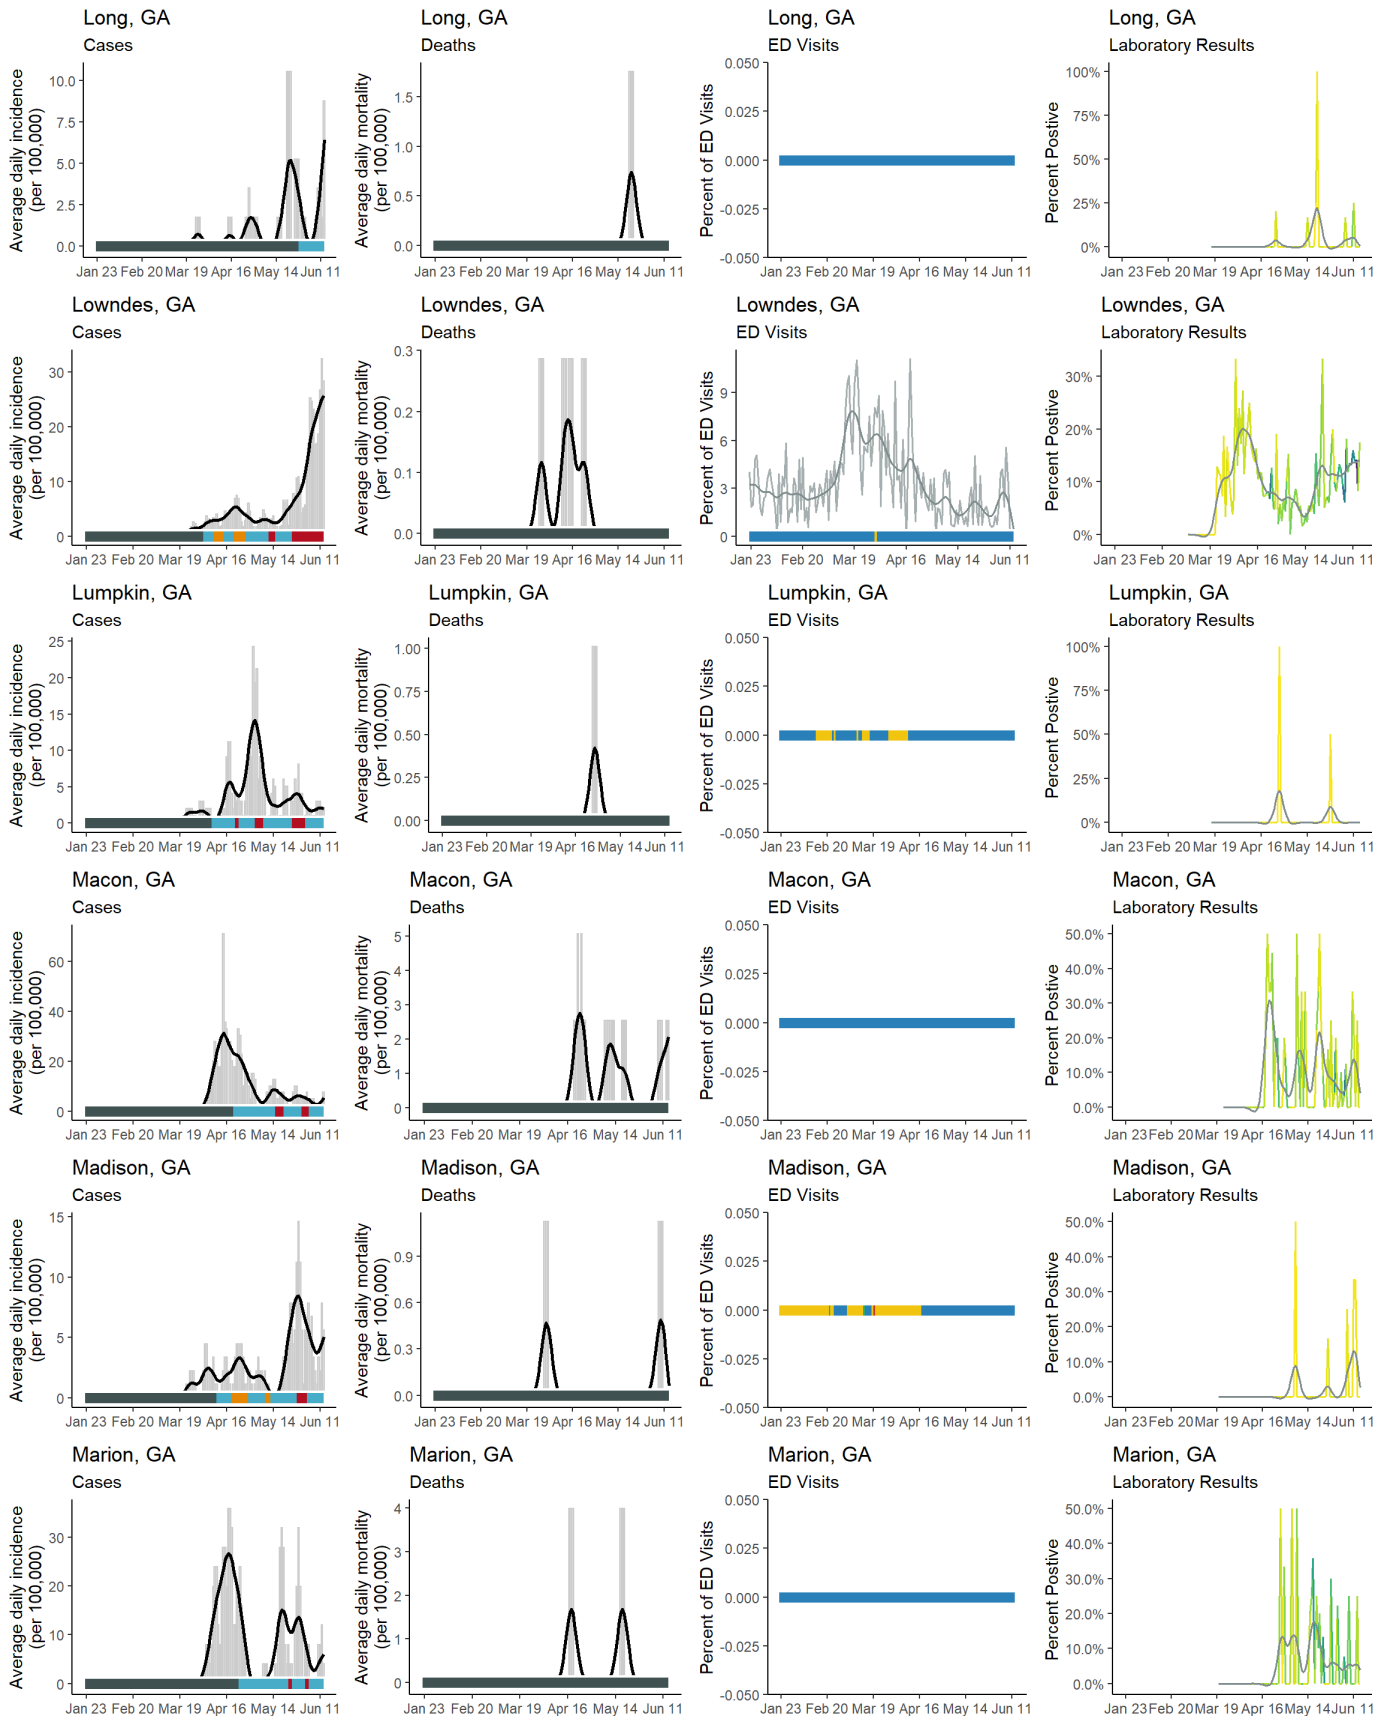 Long, GA
Cases
Average daily incidence
(per 100,000)
10.0
7.5
5.0
2.5
0.0
Jan 23 Feb 20 Mar 19 Apr 16 May 14 Jun 11
Long, GA
Deaths
Average daily mortality
(per 100,000)
1.5
1.0
0.5
0.0
Jan 23 Feb 20 Mar 19 Apr 16 May 14 Jun 11
Long, GA
ED Visits
Percent of ED Visits
0.050
0.025
0.000
-0.025
-0.050
Jan 23 Feb 20 Mar 19 Apr 16 May 14 Jun 11
Long, GA
Laboratory Results
Percent Postive
100%
75%
50%
25%
0%
Jan 23 Feb 20 Mar 19 Apr 16 May 14 Jun 11
Lowndes, GA
Cases
Average daily incidence
(per 100,000)
30
20
10
0
Jan 23 Feb 20 Mar 19 Apr 16 May 14 Jun 11
Lowndes, GA
Deaths
Average daily mortality
(per 100,000)
0.3
0.2
0.1
0.0
Jan 23 Feb 20 Mar 19 Apr 16 May 14 Jun 11
Lowndes, GA
ED Visits
Percent of ED Visits
9
6
3
0
Jan 23 Feb 20 Mar 19 Apr 16 May 14 Jun 11
Lowndes, GA
Laboratory Results
Percent Postive
30%
20%
10%
0%
Jan 23 Feb 20 Mar 19 Apr 16 May 14 Jun 11
Lumpkin, GA
Cases
Average daily incidence
(per 100,000)
25
20
15
10
5
0
Jan 23 Feb 20 Mar 19 Apr 16 May 14 Jun 11
Lumpkin, GA
Deaths
Average daily mortality
(per 100,000)
1.00
0.75
0.50
0.25
0.00
Jan 23 Feb 20 Mar 19 Apr 16 May 14 Jun 11
Lumpkin, GA
ED Visits
Percent of ED Visits
0.050
0.025
0.000
-0.025
-0.050
Jan 23 Feb 20 Mar 19 Apr 16 May 14 Jun 11
Lumpkin, GA
Laboratory Results
Percent Postive
100%
75%
50%
25%
0%
Jan 23 Feb 20 Mar 19 Apr 16 May 14 Jun 11
Macon, GA
Cases
Average daily incidence
(per 100,000)
60
40
20
0
Jan 23 Feb 20 Mar 19 Apr 16 May 14 Jun 11
Macon, GA
Deaths
Average daily mortality
(per 100,000)
5
4
3
2
1
0
Jan 23 Feb 20 Mar 19 Apr 16 May 14 Jun 11
Macon, GA
ED Visits
Percent of ED Visits
0.050
0.025
0.000
-0.025
-0.050
Jan 23 Feb 20 Mar 19 Apr 16 May 14 Jun 11
Macon, GA
Laboratory Results
Percent Postive
50.0%
40.0%
30.0%
20.0%
10.0%
0.0%
Jan 23 Feb 20 Mar 19 Apr 16 May 14 Jun 11
Madison, GA
Cases
Average daily incidence
(per 100,000)
15
10
5
0
Jan 23 Feb 20 Mar 19 Apr 16 May 14 Jun 11
Madison, GA
Deaths
Average daily mortality
(per 100,000)
0.9
0.6
0.3
0.0
Jan 23 Feb 20 Mar 19 Apr 16 May 14 Jun 11
Madison, GA
ED Visits
Percent of ED Visits
0.050
0.025
0.000
-0.025
-0.050
Jan 23 Feb 20 Mar 19 Apr 16 May 14 Jun 11
Madison, GA
Laboratory Results
Percent Postive
50.0%
40.0%
30.0%
20.0%
10.0%
0.0%
Jan 23 Feb 20 Mar 19 Apr 16 May 14 Jun 11
Marion, GA
Cases
Average daily incidence
(per 100,000)
30
20
10
0
Jan 23 Feb 20 Mar 19 Apr 16 May 14 Jun 11
Marion, GA
Deaths
Average daily mortality
(per 100,000)
4
3
2
1
0
Jan 23 Feb 20 Mar 19 Apr 16 May 14 Jun 11
Marion, GA
ED Visits
Percent of ED Visits
0.050
0.025
0.000
-0.025
-0.050
Jan 23 Feb 20 Mar 19 Apr 16 May 14 Jun 11
Marion, GA
Laboratory Results
Percent Postive
50.0%
40.0%
30.0%
20.0%
10.0%
0.0%
Jan 23 Feb 20 Mar 19 Apr 16 May 14 Jun 11